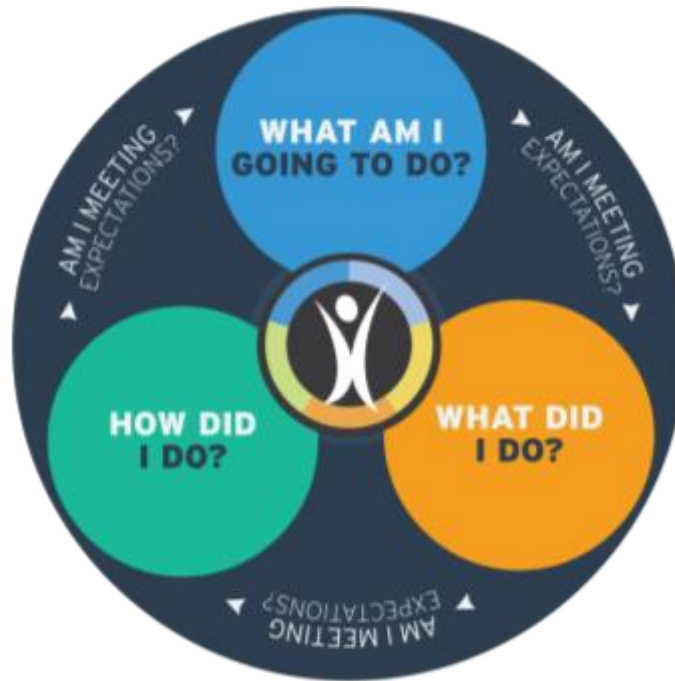 WHAT AM I
GOING TO DO?
AM I MEETING
EXPECTATIONS?
WHAT DID
I DO?
AM I MEETING
EXPECTATIONS?
HOW DID
I DO?
AM I MEETING
EXPECTATIONS?